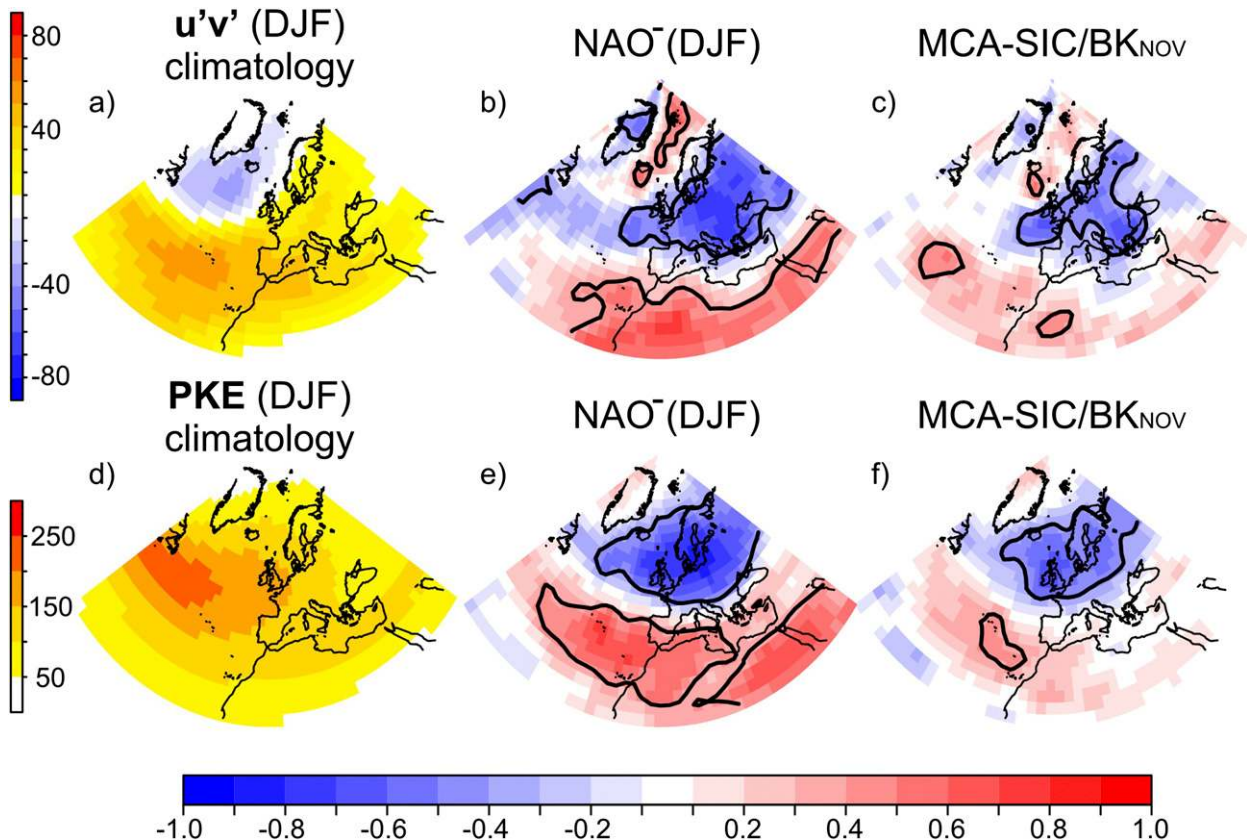 u'v' (DJF)
climatology
NAO⁻(DJF)
MCA-SIC/BKNOV
a)
b)
c)
80
40
-40
-80
PKE (DJF)
climatology
NAO⁻(DJF)
MCA-SIC/BKNOV
d)
e)
f)
250
150
50
-1.0 -0.8 -0.6 -0.4 -0.2 0.2 0.4 0.6 0.8 1.0